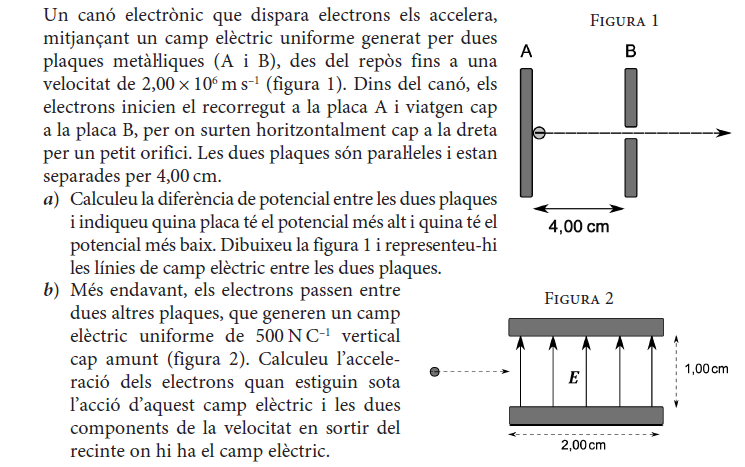 Un canó electrònic que dispara electrons els accelera,
mitjançant un camp elèctric uniforme generat per dues
plaques metàl·liques (A i B), des del repòs fins a una
velocitat de 2,00 × 10⁶ m s⁻¹ (figura 1). Dins del canó, els
electrons inicien el recorregut a la placa A i viatgen cap
a la placa B, per on surten horitzontalment cap a la dreta
per un petit orifici. Les dues plaques són paral·leles i estan
separades per 4,00 cm.
a) Calculeu la diferència de potencial entre les dues plaques
i indiqueu quina placa té el potencial més alt i quina té el
potencial més baix. Dibuixeu la figura 1 i representeu-hi
les línies de camp elèctric entre les dues plaques.
b) Més endavant, els electrons passen entre
dues altres plaques, que generen un camp
elèctric uniforme de 500 N C⁻¹ vertical
cap amunt (figura 2). Calculeu l’accele-
ració dels electrons quan estiguin sota
l’acció d’aquest camp elèctric i les dues
components de la velocitat en sortir del
recinte on hi ha el camp elèctric.
FIGURA 1
A B
4,00 cm
FIGURA 2
E
1,00 cm
2,00 cm